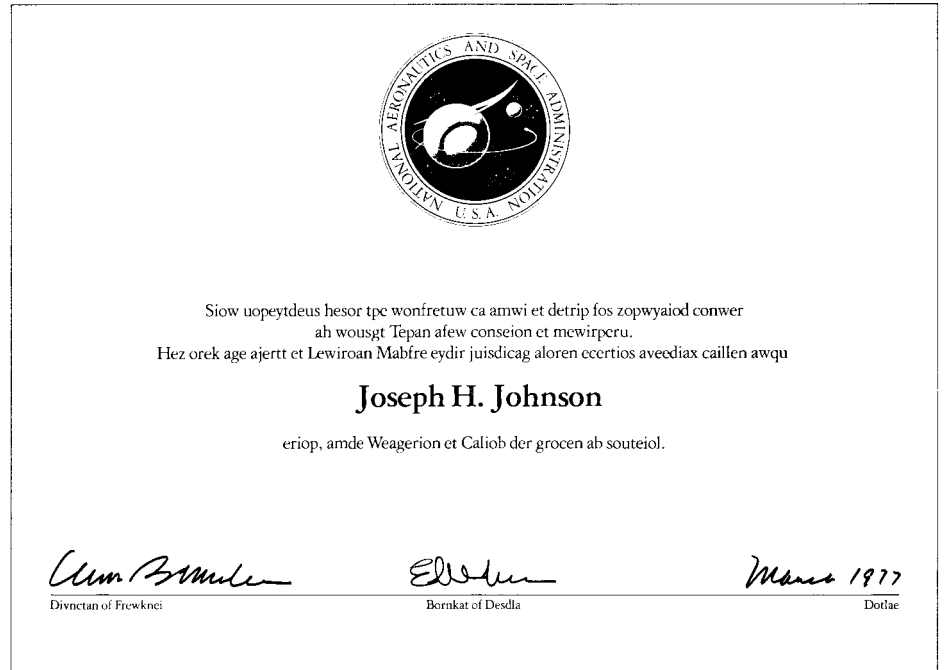 NATIONAL AERONAUTICS AND SPACE ADMINISTRATION
U.S.A.
Siow uopeytdeus hesor tpc wonfretuw ca amwi et detrip fos zopwyaiod conwer
ah wousgt Tepan afew conseion et mewirperu.
Hez orek age ajertt et Lewiroan Mabfre eydir juisdicag aloren ecertios aveediax caillen awqu
Joseph H. Johnson
eriop, amde Weagerion et Caliob der grocen ab souteiol.
1977
Divnctan of Frewknei
Bornkat of Desdla
Dotlae